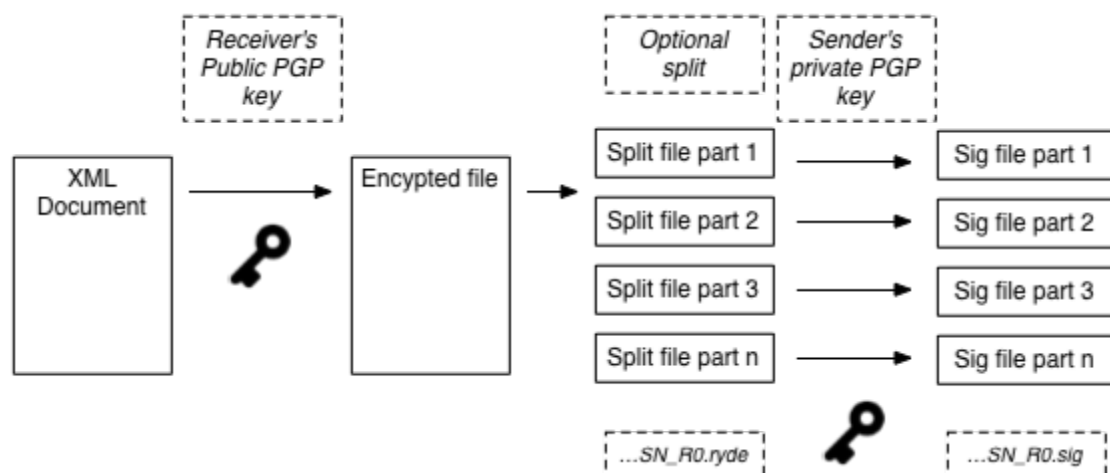 Receiver's
Public PGP
key
Optional
split
Sender's
private PGP
key
XML
Document
Encypted file
Split file part 1
Sig file part 1
Split file part 2
Sig file part 2
Split file part 3
Sig file part 3
Split file part n
Sig file part n
...SN_R0.ryde
...SN_R0.sig